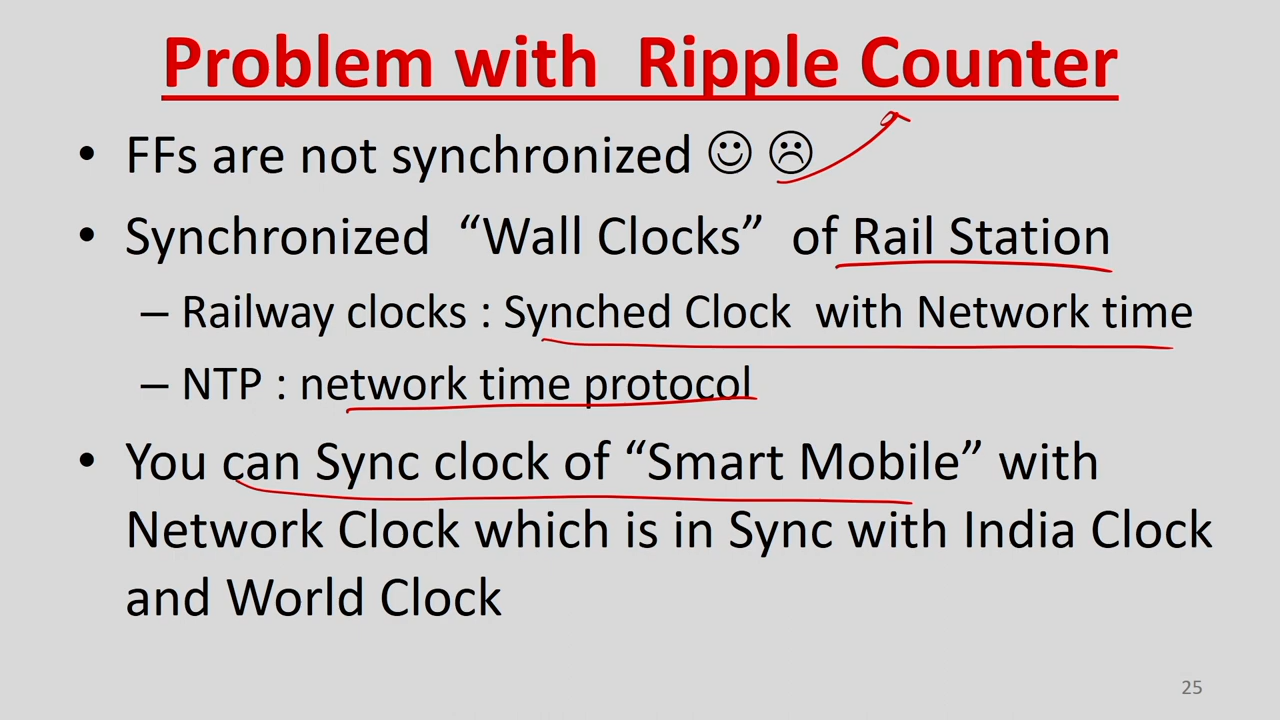 Problem with Ripple Counter
• FFs are not synchronized ☺ ☹
• Synchronized “Wall Clocks” of Rail Station
– Railway clocks : Synched Clock with Network time
– NTP : network time protocol
• You can Sync clock of “Smart Mobile” with
Network Clock which is in Sync with India Clock
and World Clock
25